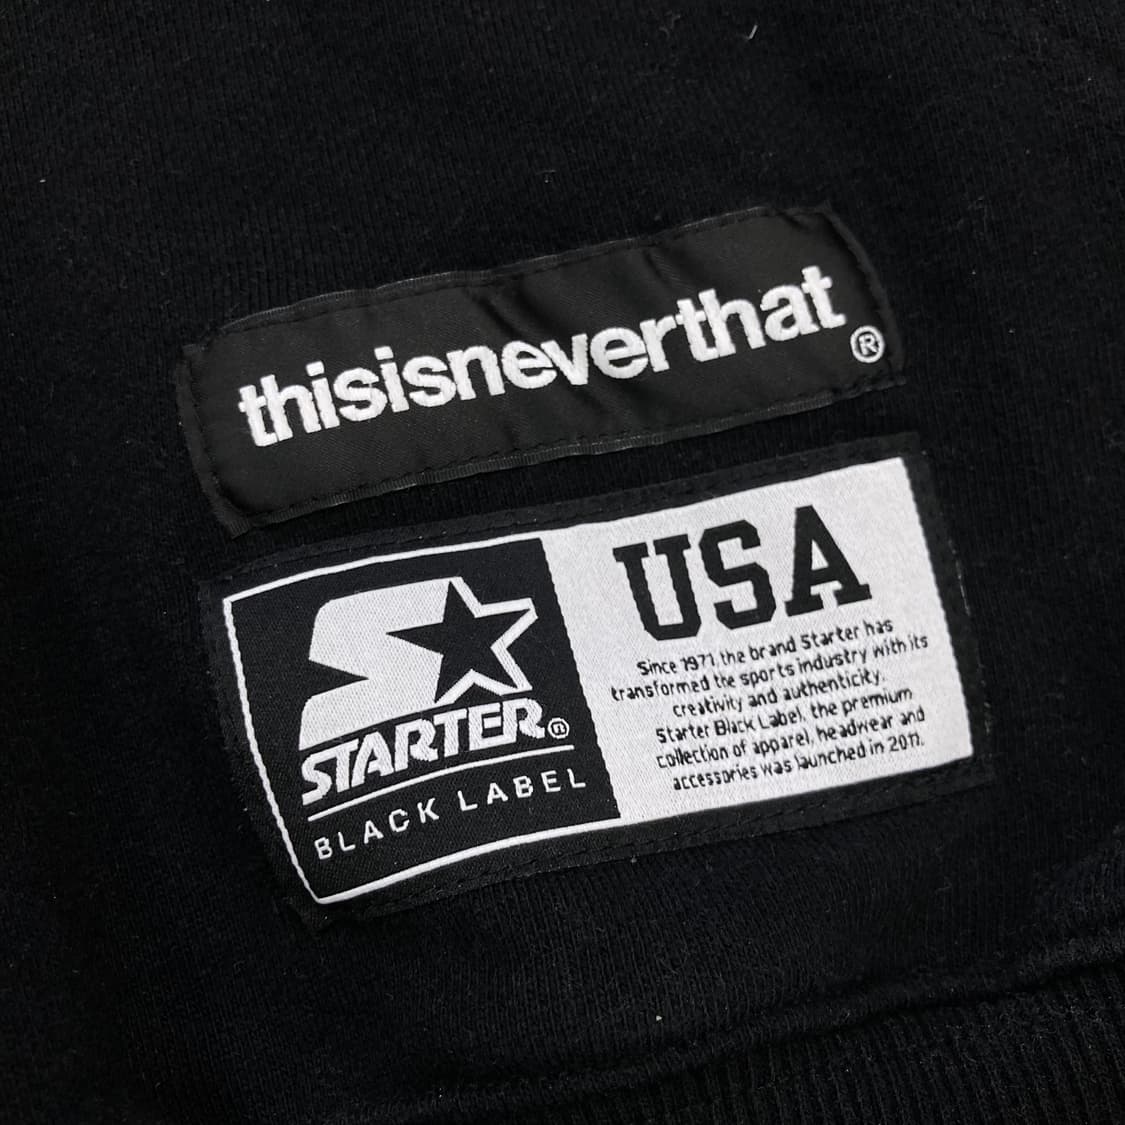 thisisneverthat®
STARTER®
BLACK LABEL
USA
Since 1971, the brand Starter has
transformed the sports industry with its
creativity and authenticity.
Starter Black Label, the premium
collection of apparel, headwear and
accessories was launched in 2011.